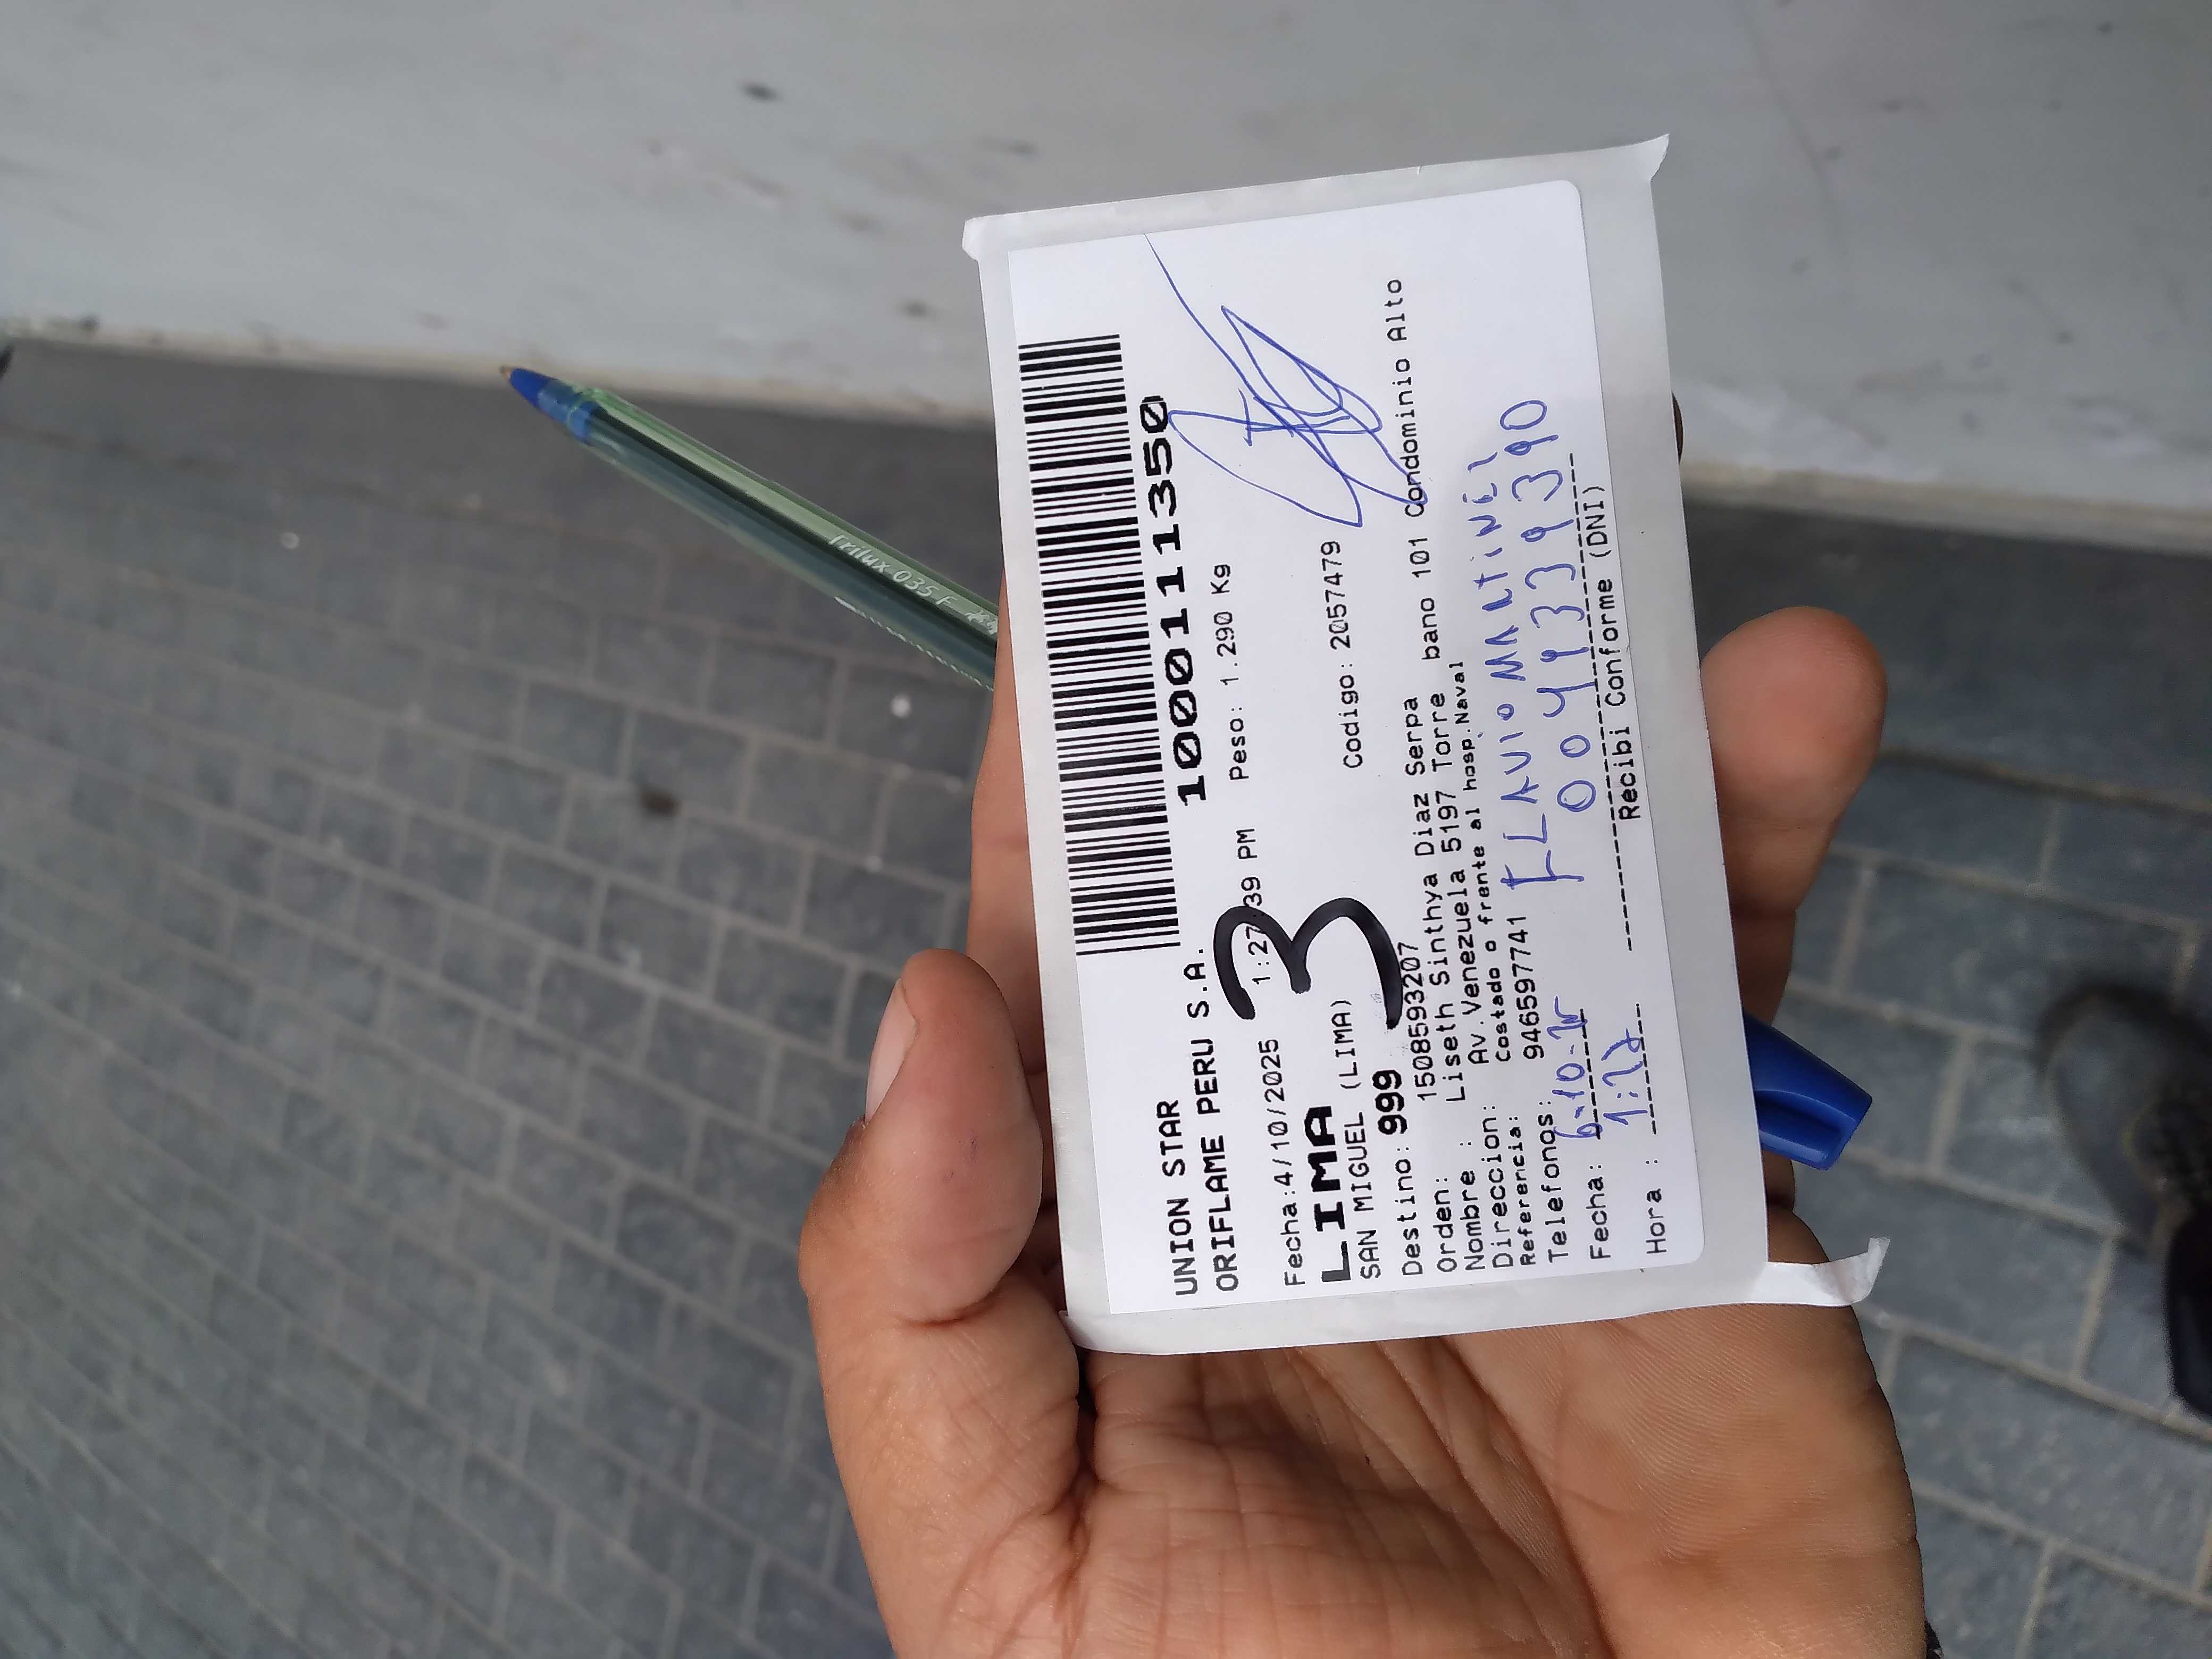 UNION STAR
ORIFLAME PERU S.A.
1000111350
Fecha:4/10/2025 1:27:39 PM Peso: 1.290 Kg
3
LIMA
SAN MIGUEL (LIMA) Codigo: 2057479
Destino: 999
Orden: 1508593207
Nombre : Liseth Sinthya Diaz Serpa
Direccion: Av.Venezuela 5197 Torre bano 101 Condominio Alto
Referencia: Costado o frente al hosp.Naval
Telefonos: 946597741
FLAVIO MARTINEZ
Fecha: 6-10-25
0049339390
Hora : 1:27
Recibi Conforme (DNI)
Trilux 035 F